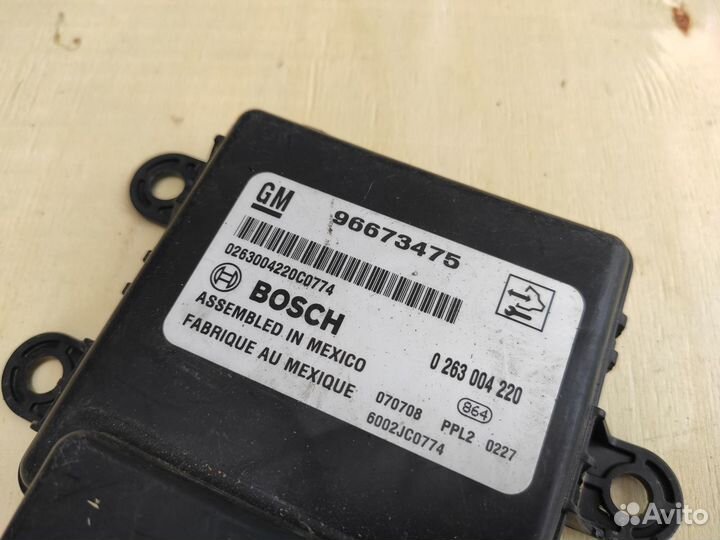 GM
96673475
0263004220C0774
BOSCH
ASSEMBLED IN MEXICO
FABRIQUE AU MEXIQUE
0 263 004 220
864
070708 PPL2 0227
6002JC0774
Avito